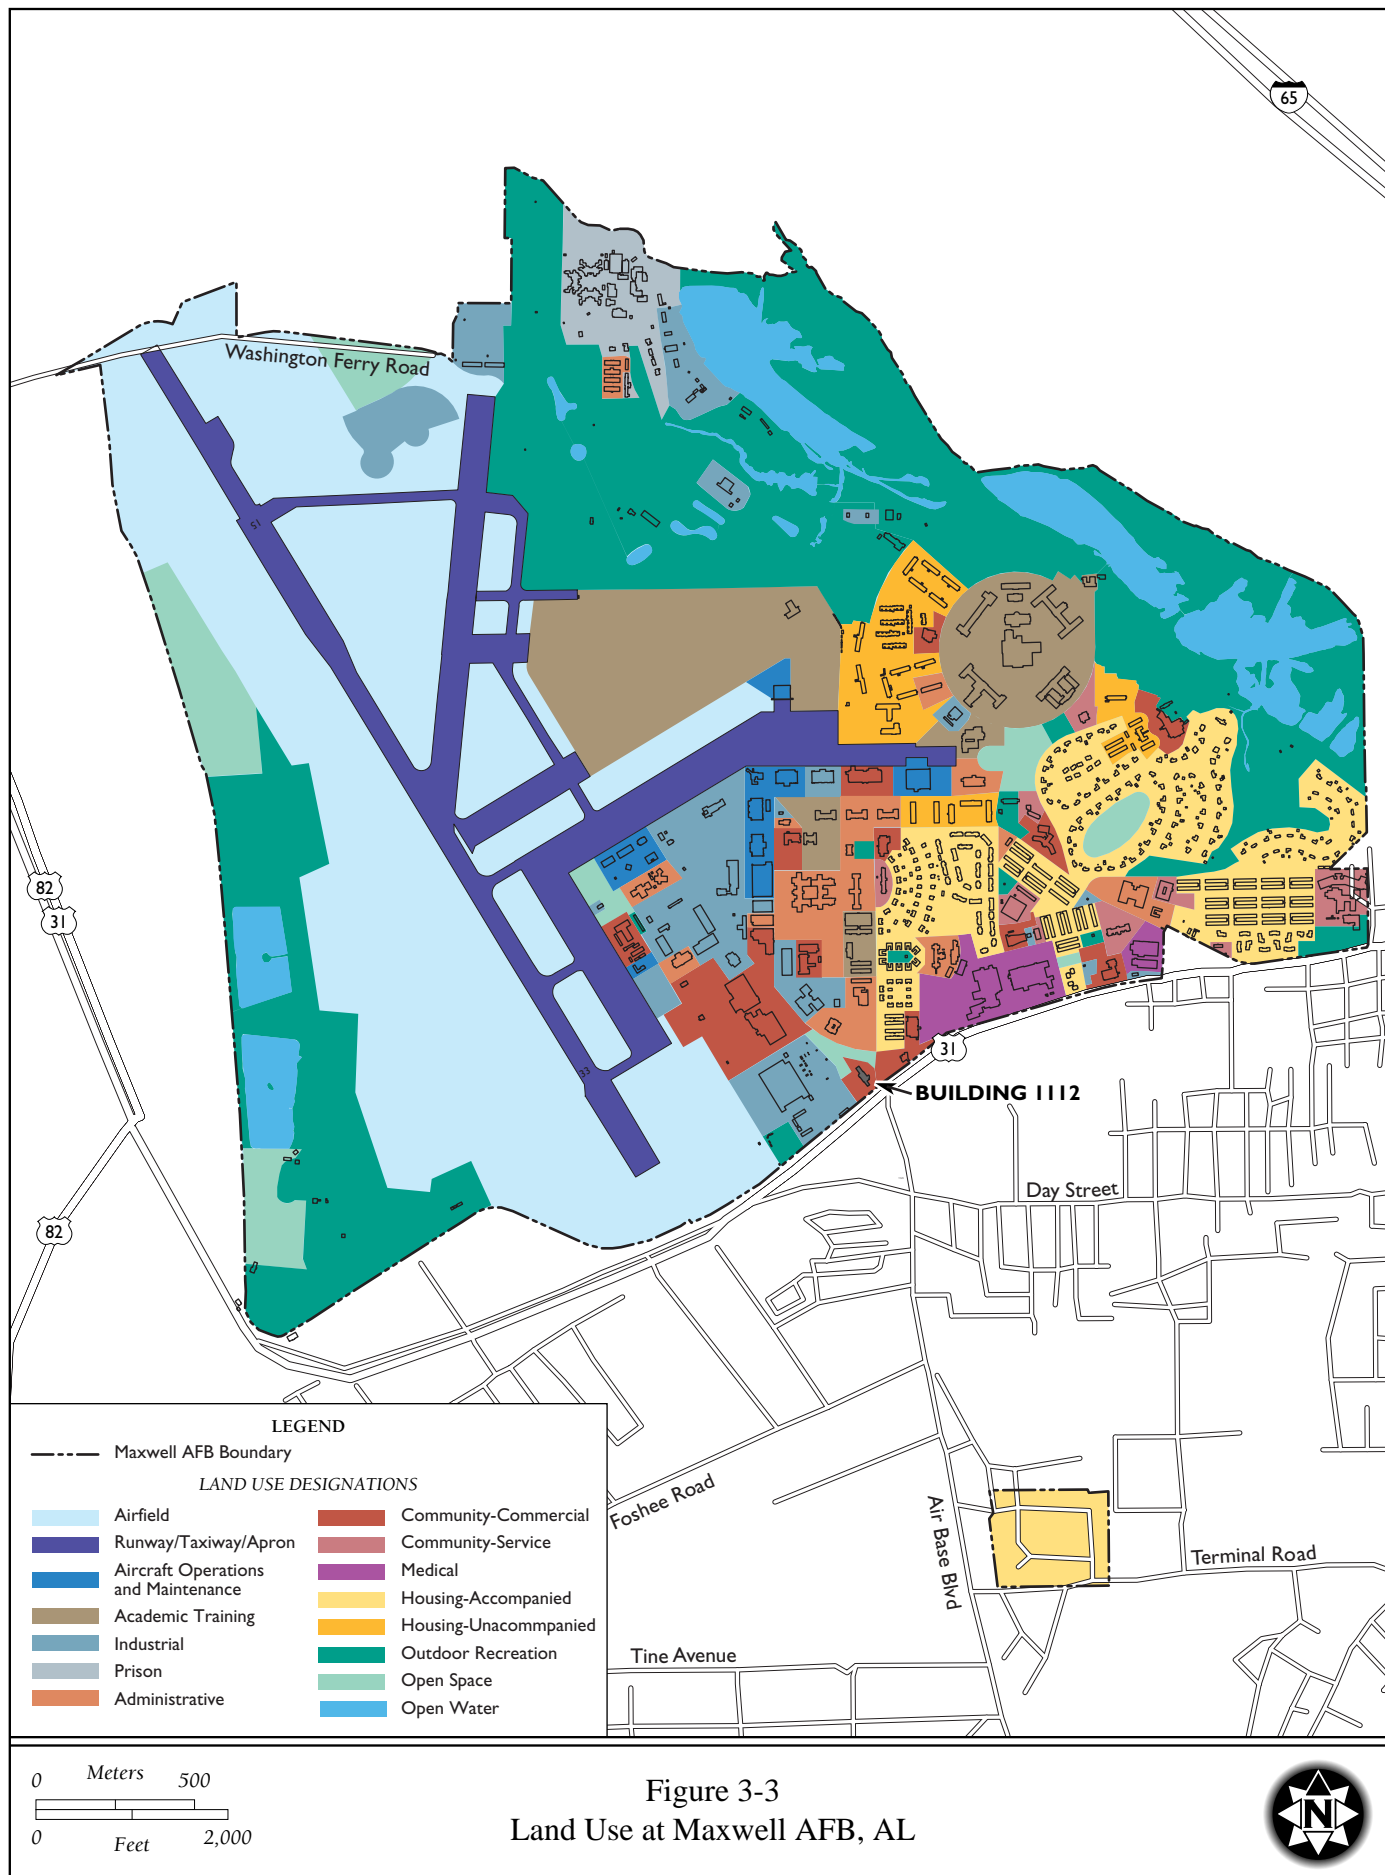 65
Washington Ferry Road
15
82
31
33
31
BUILDING 1112
Day Street
82
LEGEND
Maxwell AFB Boundary
LAND USE DESIGNATIONS
Airfield
Runway/Taxiway/Apron
Aircraft Operations
and Maintenance
Academic Training
Industrial
Prison
Administrative
Community-Commercial
Community-Service
Medical
Housing-Accompanied
Housing-Unacommpanied
Outdoor Recreation
Open Space
Open Water
Foshee Road
Air Base Blvd
Terminal Road
Tine Avenue
0 Meters 500
0 Feet 2,000
Figure 3-3
Land Use at Maxwell AFB, AL
N